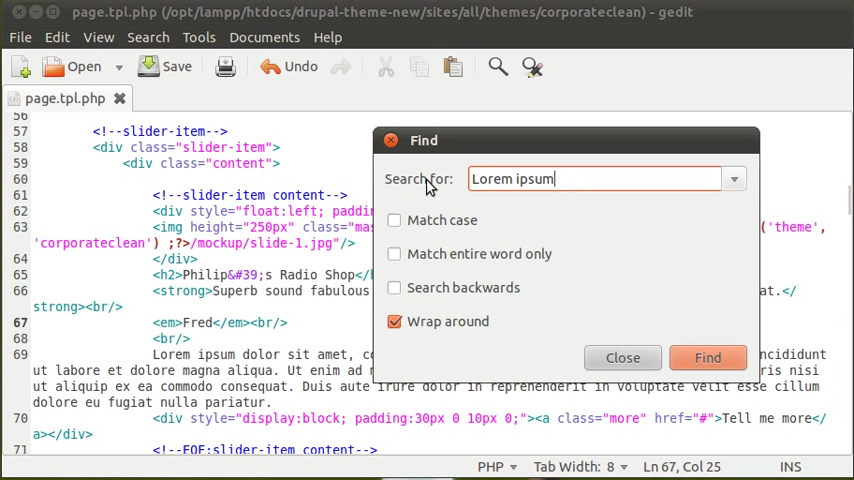 page.tpl.php (/opt/lampp/htdocs/drupal-theme-new/sites/all/themes/corporateclean) - gedit
File Edit View Search Tools Documents Help
Open Save Undo
page.tpl.php
56
57 <!--slider-item-->
58 <div class="slider-item">
59 <div class="content">
60
61 <!--slider-item content-->
62 <div style="float:left; paddin
63 <img height="250px" class="mas ('theme',
'corporateclean') ;?>/mockup/slide-1.jpg"/>
64 </div>
65 <h2>Philip&#39;s Radio Shop</h
66 <strong>Superb sound fabulous at.</
strong><br/>
67 <em>Fred</em><br/>
68 <br/>
69 Lorem ipsum dolor sit amet, co ncididunt
ut labore et dolore magna aliqua. Ut enim ad m ris nisi
ut aliquip ex ea commodo consequat. Duis aute irure dolor in reprehenderit in voluptate velit esse cillum
dolore eu fugiat nulla pariatur.
70 <div style="display:block; padding:30px 0 10px 0;"><a class="more" href="#">Tell me more</
a></div>
71 <!--EOF:slider-item content-->
Find
Search for: Lorem ipsum
Match case
Match entire word only
Search backwards
Wrap around
Close Find
PHP Tab Width: 8 Ln 67, Col 25 INS